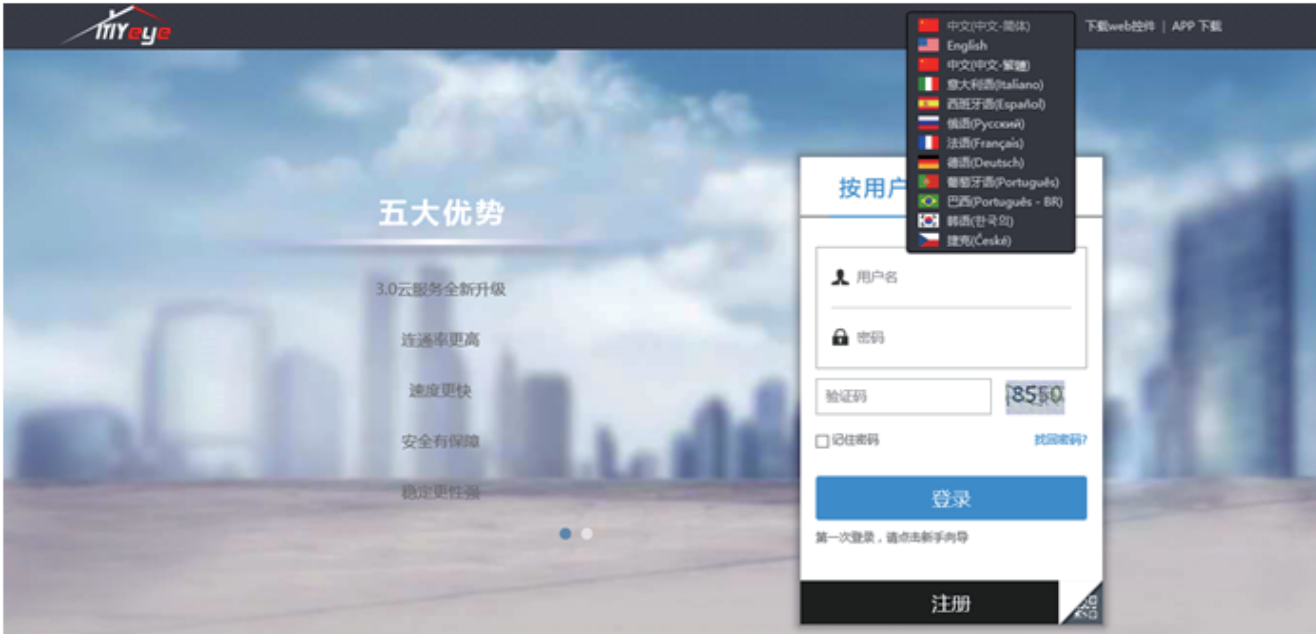 XMYeye
中文(中文-简体)
English
中文(中文-繁體)
意大利语(Italiano)
西班牙语(Español)
俄语(Русский)
法语(Français)
德语(Deutsch)
葡萄牙语(Português)
巴西(Português - BR)
韩语(한국의)
捷克(České)
下载web控件 | APP 下载
五大优势
3.0云服务全新升级
连通率更高
速度更快
安全有保障
稳定更性强
按用户
用户名
密码
验证码
8550
记住密码
找回密码?
登录
第一次登录，请点击新手向导
注册